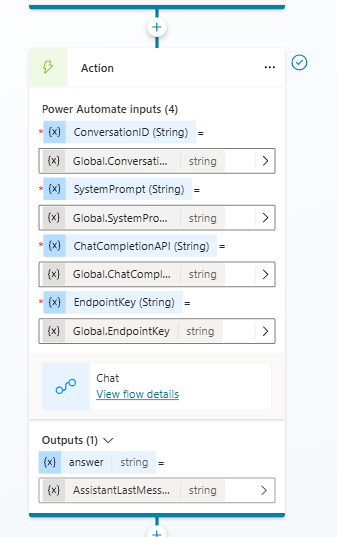 Action
...
Power Automate inputs (4)
* {x} ConversationID (String) =
{x} Global.Conversati... string
* {x} SystemPrompt (String) =
{x} Global.SystemPro... string
* {x} ChatCompletionAPI (String) =
{x} Global.ChatCompl... string
* {x} EndpointKey (String) =
{x} Global.EndpointKey string
Chat
View flow details
Outputs (1)
{x} answer string =
{x} AssistantLastMess... string